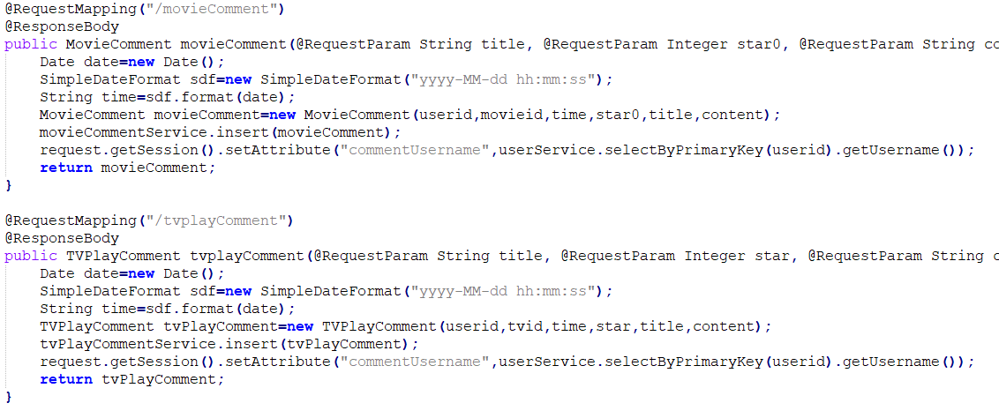 @RequestMapping("/movieComment")
@ResponseBody
public MovieComment movieComment(@RequestParam String title, @RequestParam Integer star0, @RequestParam String co
    Date date=new Date();
    SimpleDateFormat sdf=new SimpleDateFormat("yyyy-MM-dd hh:mm:ss");
    String time=sdf.format(date);
    MovieComment movieComment=new MovieComment(userid,movieid,time,star0,title,content);
    movieCommentService.insert(movieComment);
    request.getSession().setAttribute("commentUsername",userService.selectByPrimaryKey(userid).getUsername());
    return movieComment;
}

@RequestMapping("/tvplayComment")
@ResponseBody
public TVPlayComment tvplayComment(@RequestParam String title, @RequestParam Integer star, @RequestParam String c
    Date date=new Date();
    SimpleDateFormat sdf=new SimpleDateFormat("yyyy-MM-dd hh:mm:ss");
    String time=sdf.format(date);
    TVPlayComment tvPlayComment=new TVPlayComment(userid,tvid,time,star,title,content);
    tvPlayCommentService.insert(tvPlayComment);
    request.getSession().setAttribute("commentUsername",userService.selectByPrimaryKey(userid).getUsername());
    return tvPlayComment;
}